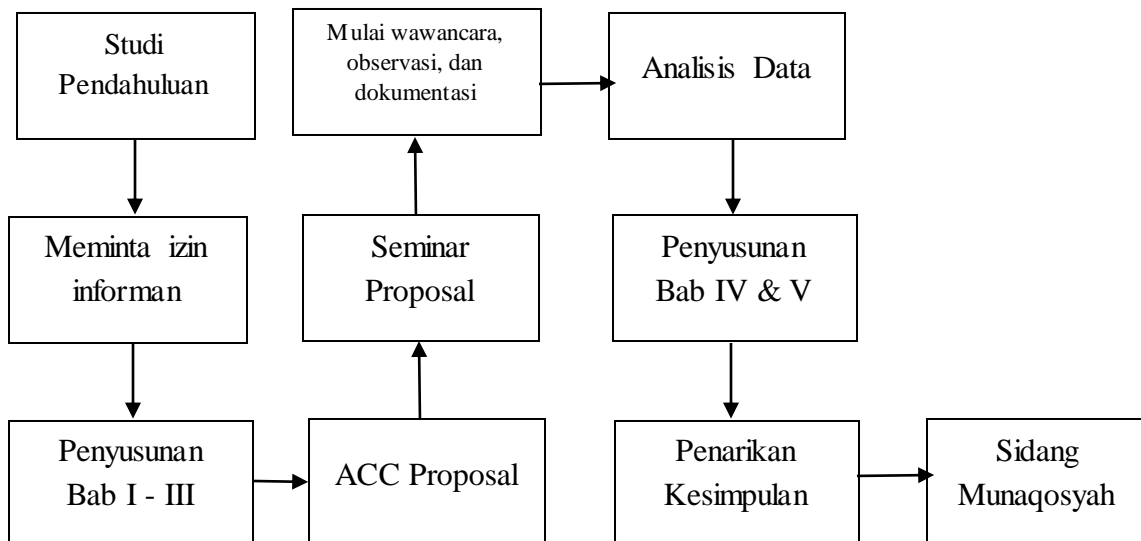 Studi
Pendahuluan
Meminta izin
informan
Penyusunan
Bab I - III
ACC Proposal
Seminar
Proposal
Mulai wawancara,
observasi, dan
dokumentasi
Analisis Data
Penyusunan
Bab IV & V
Penarikan
Kesimpulan
Sidang
Munaqosyah